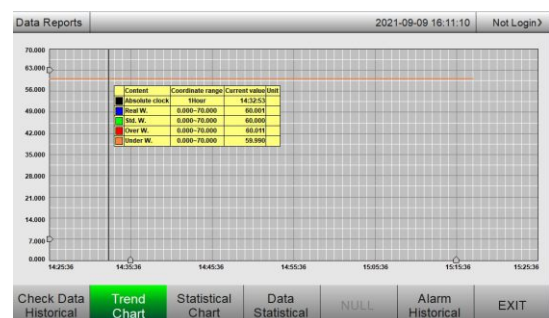 Data Reports 2021-09-09 16:11:10 Not Login>
70.000
63.000
56.000
Content Coordinate range Current value Unit
Absolute clock 1Hour 14:32:53
Real W. 0.000~70.000 60.001
49.000
Std. W. 0.000~70.000 60.000
Over W. 0.000~70.000 60.011
Under W. 0.000~70.000 59.990
42.000
35.000
28.000
21.000
14.000
7.000
0.000
14:25:36 14:35:36 14:45:36 14:55:36 15:05:36 15:15:36 15:25:36
Check Data Historical
Trend Chart
Statistical Chart
Data Statistical
NULL
Alarm Historical
EXIT